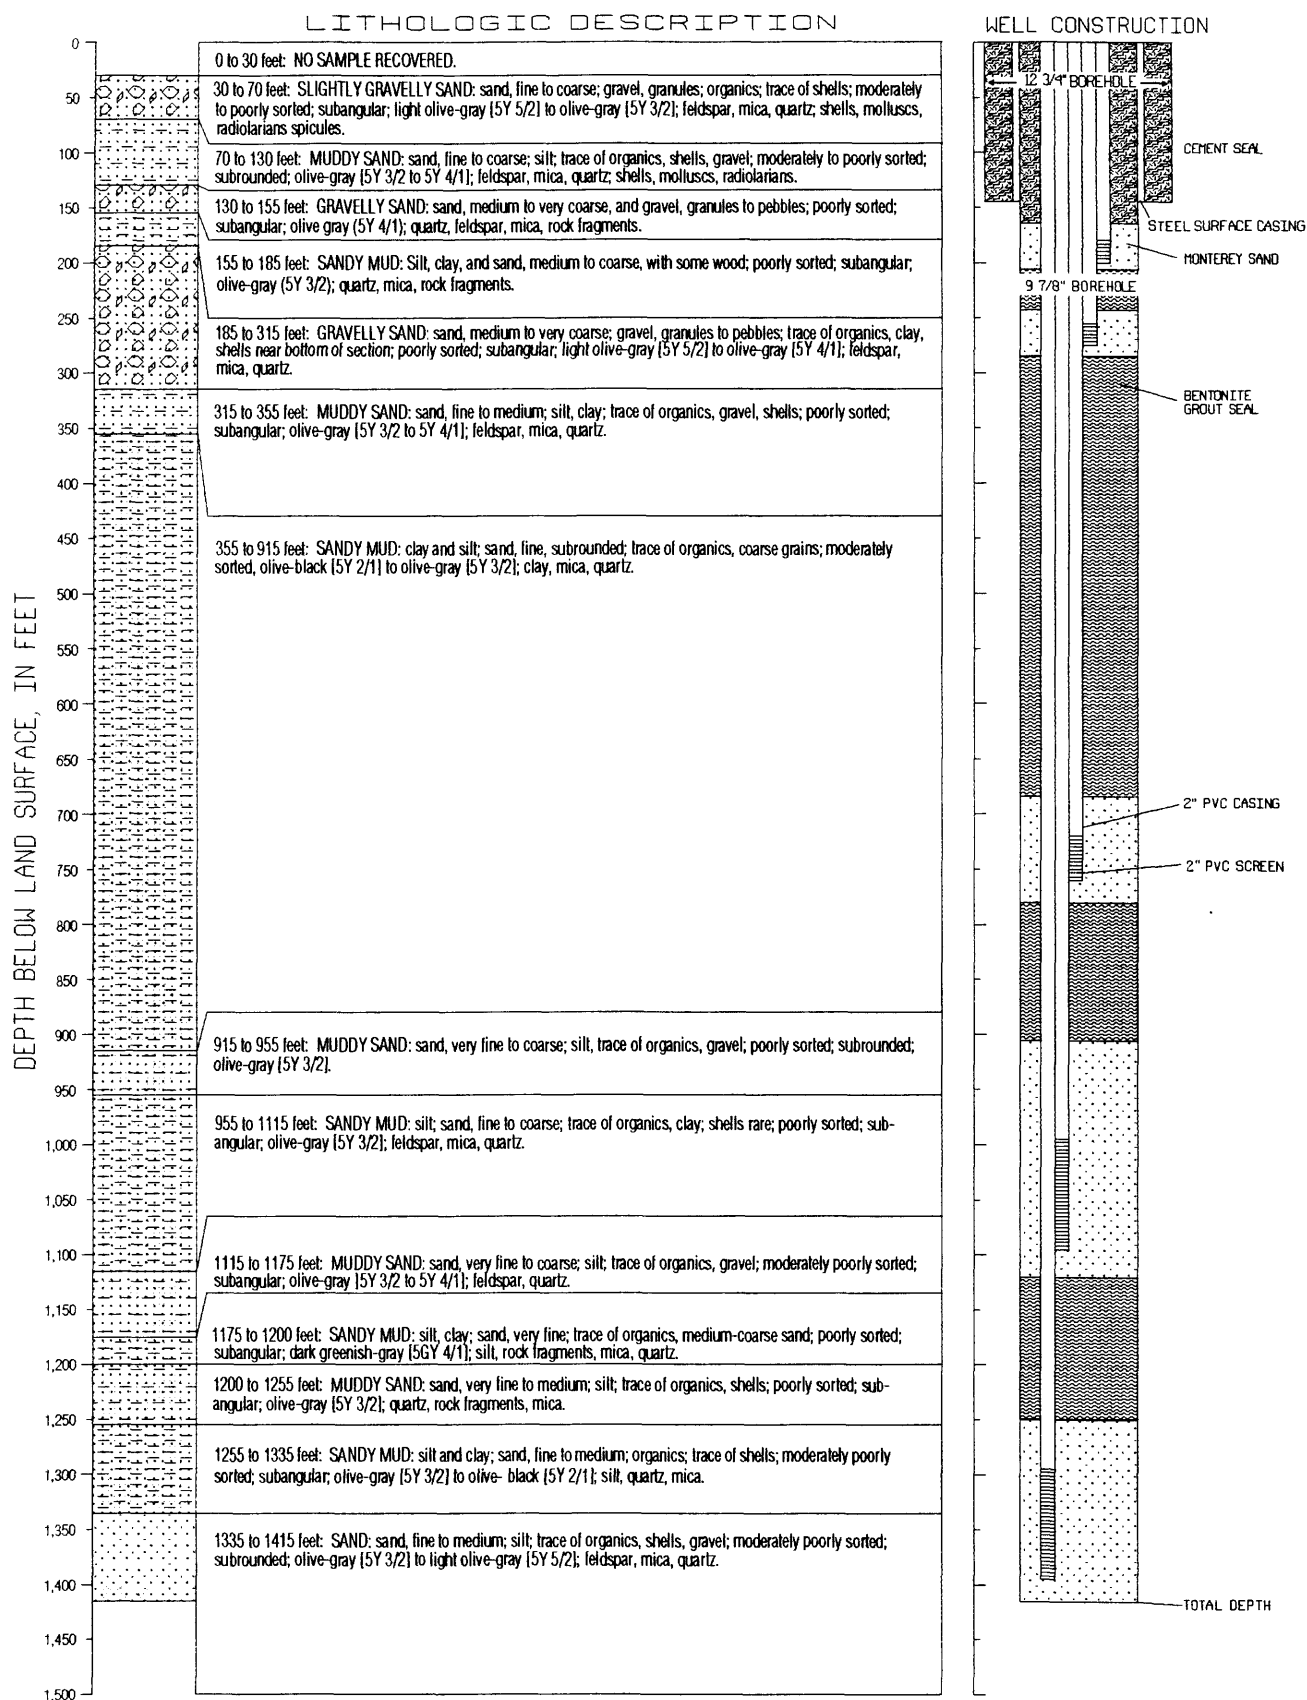 LITHOLOGIC DESCRIPTION
WELL CONSTRUCTION
DEPTH BELOW LAND SURFACE, IN FEET
0
50
100
150
200
250
300
350
400
450
500
550
600
650
700
750
800
850
900
950
1,000
1,050
1,100
1,150
1,200
1,250
1,300
1,350
1,400
1,450
1,500
0 to 30 feet: NO SAMPLE RECOVERED.
30 to 70 feet: SLIGHTLY GRAVELLY SAND: sand, fine to coarse; gravel, granules; organics; trace of shells; moderately
to poorly sorted; subangular; light olive-gray [5Y 5/2] to olive-gray [5Y 3/2]; feldspar, mica, quartz; shells, molluscs,
radiolarians spicules.
70 to 130 feet: MUDDY SAND: sand, fine to coarse; silt; trace of organics, shells, gravel; moderately to poorly sorted;
subrounded; olive-gray [5Y 3/2 to 5Y 4/1]; feldspar, mica, quartz; shells, molluscs, radiolarians.
130 to 155 feet: GRAVELLY SAND: sand, medium to very coarse, and gravel, granules to pebbles; poorly sorted;
subangular; olive gray (5Y 4/1); quartz, feldspar, mica, rock fragments.
155 to 185 feet: SANDY MUD: Silt, clay, and sand, medium to coarse, with some wood; poorly sorted; subangular;
olive-gray (5Y 3/2); quartz, mica, rock fragments.
185 to 315 feet: GRAVELLY SAND: sand, medium to very coarse; gravel, granules to pebbles; trace of organics, clay,
shells near bottom of section; poorly sorted; subangular; light olive-gray [5Y 5/2] to olive-gray [5Y 4/1]; feldspar,
mica, quartz.
315 to 355 feet: MUDDY SAND: sand, fine to medium; silt, clay; trace of organics, gravel, shells; poorly sorted;
subangular; olive-gray [5Y 3/2 to 5Y 4/1]; feldspar, mica, quartz.
355 to 915 feet: SANDY MUD: clay and silt; sand, fine, subrounded; trace of organics, coarse grains; moderately
sorted, olive-black [5Y 2/1] to olive-gray [5Y 3/2]; clay, mica, quartz.
915 to 955 feet: MUDDY SAND: sand, very fine to coarse; silt, trace of organics, gravel; poorly sorted; subrounded;
olive-gray [5Y 3/2].
955 to 1115 feet: SANDY MUD: silt; sand, fine to coarse; trace of organics, clay; shells rare; poorly sorted; sub-
angular; olive-gray [5Y 3/2]; feldspar, mica, quartz.
1115 to 1175 feet: MUDDY SAND: sand, very fine to coarse; silt; trace of organics, gravel; moderately poorly sorted;
subangular; olive-gray [5Y 3/2 to 5Y 4/1]; feldspar, quartz.
1175 to 1200 feet: SANDY MUD: silt, clay; sand, very fine; trace of organics, medium-coarse sand; poorly sorted;
subangular; dark greenish-gray [5GY 4/1]; silt, rock fragments, mica, quartz.
1200 to 1255 feet: MUDDY SAND: sand, very fine to medium; silt; trace of organics, shells; poorly sorted; sub-
angular; olive-gray [5Y 3/2]; quartz, rock fragments, mica.
1255 to 1335 feet: SANDY MUD: silt and clay; sand, fine to medium; organics; trace of shells; moderately poorly
sorted; subangular; olive-gray [5Y 3/2] to olive- black [5Y 2/1]; silt, quartz, mica.
1335 to 1415 feet: SAND: sand, fine to medium; silt; trace of organics, shells, gravel; moderately poorly sorted;
subrounded; olive-gray [5Y 3/2] to light olive-gray [5Y 5/2]; feldspar, mica, quartz.
12 3/4" BOREHOLE
CEMENT SEAL
STEEL SURFACE CASING
MONTEREY SAND
9 7/8" BOREHOLE
BENTONITE
GROUT SEAL
2" PVC CASING
2" PVC SCREEN
TOTAL DEPTH